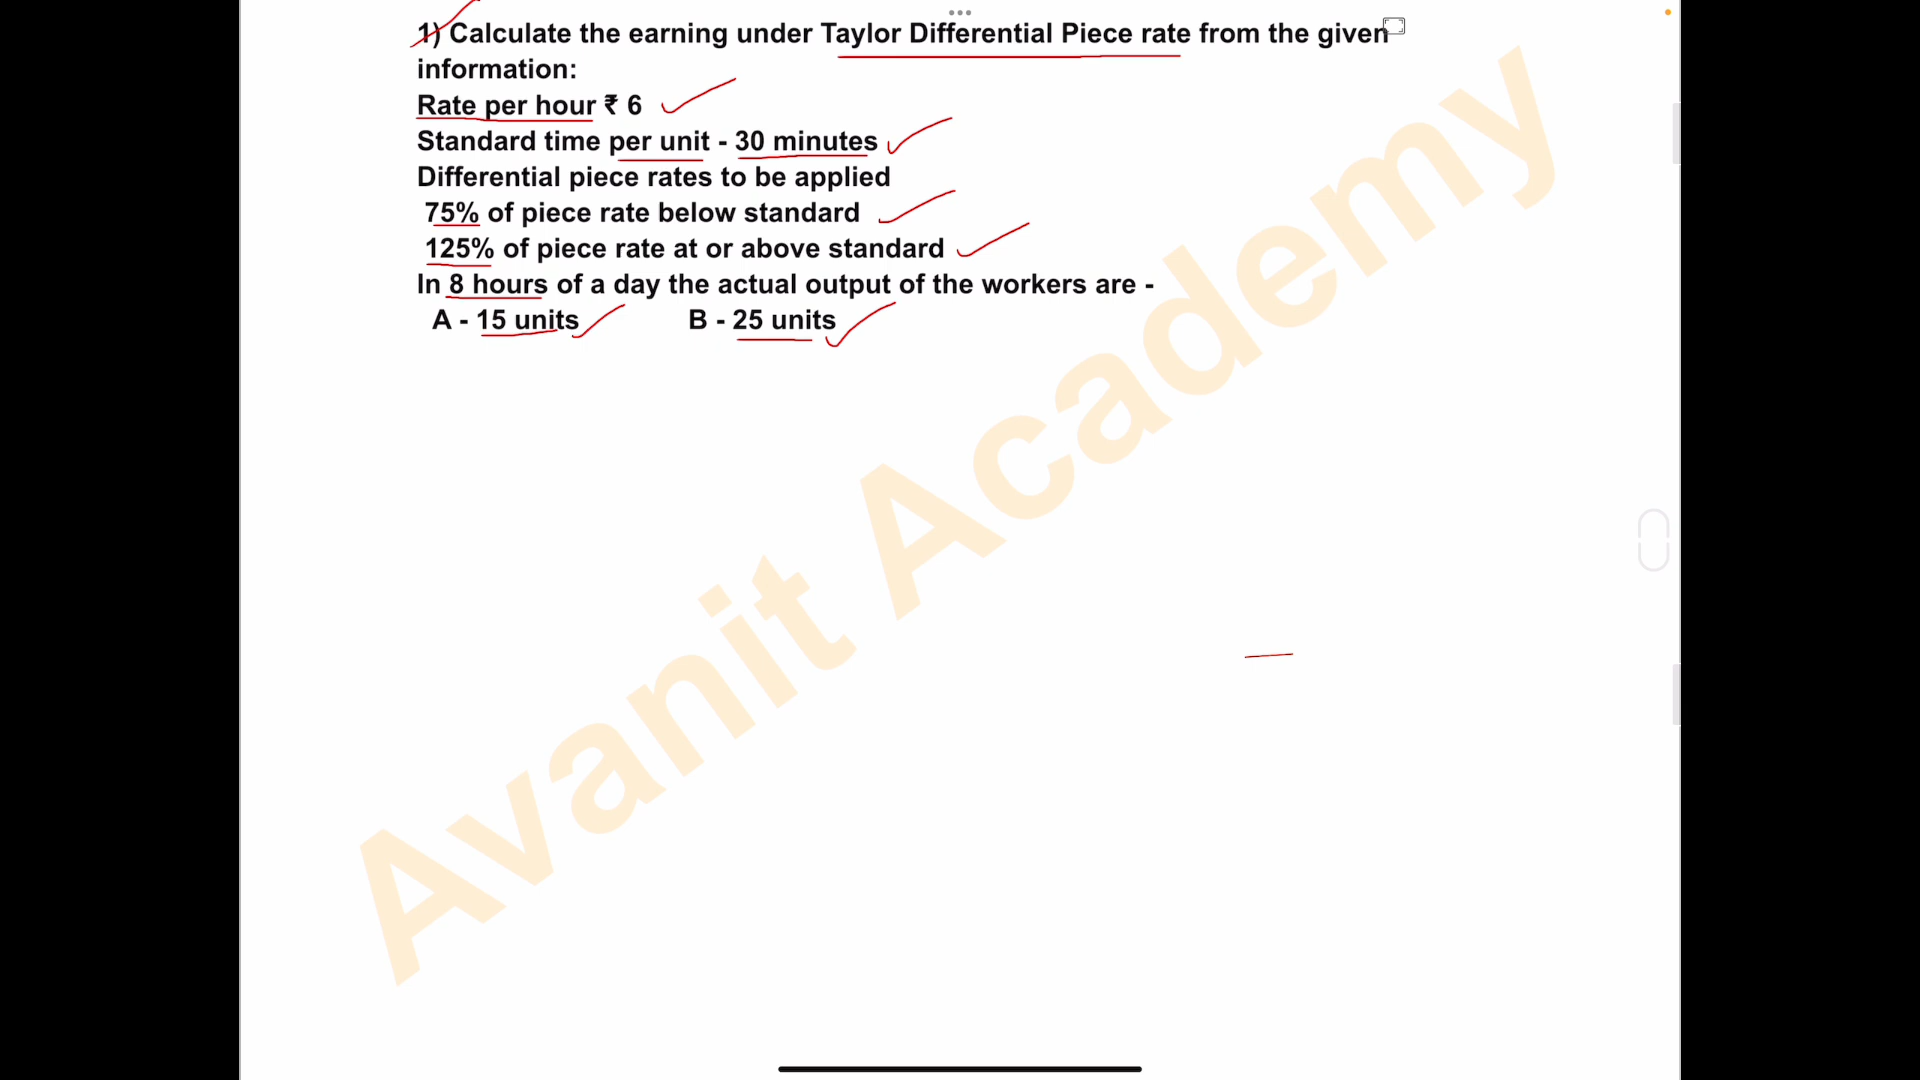 1) Calculate the earning under Taylor Differential Piece rate from the given
information:
Rate per hour ₹ 6
Standard time per unit - 30 minutes
Differential piece rates to be applied
75% of piece rate below standard
125% of piece rate at or above standard
In 8 hours of a day the actual output of the workers are -
A - 15 units B - 25 units
Avanit Academy